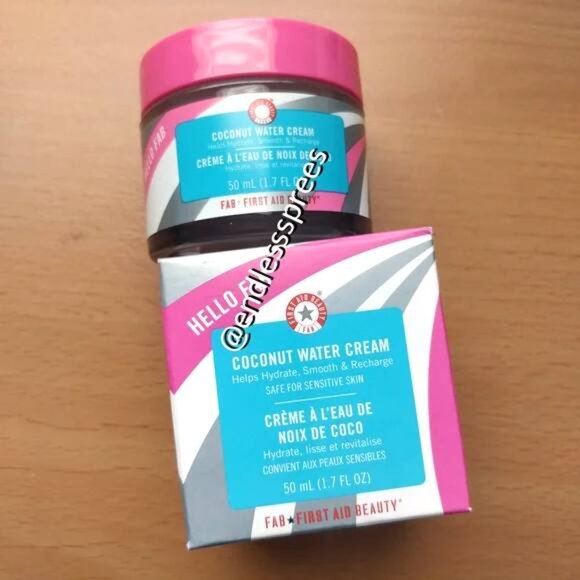 HELLO FAB
COCONUT WATER CREAM
Helps Hydrate, Smooth & Recharge
CRÈME À L'EAU DE NOIX DE
Hydrate, lisse et revitalise
50 mL (1.7 FL
FAB FIRST AID BEAUTY
@endlesssprees
HELLO
FIRST AID BEAUTY
FAB
COCONUT WATER CREAM
Helps Hydrate, Smooth & Recharge
SAFE FOR SENSITIVE SKIN
CRÈME À L'EAU DE
NOIX DE COCO
Hydrate, lisse et revitalise
CONVIENT AUX PEAUX SENSIBLES
50 mL (1.7 FL OZ)
FAB★FIRST AID BEAUTY®